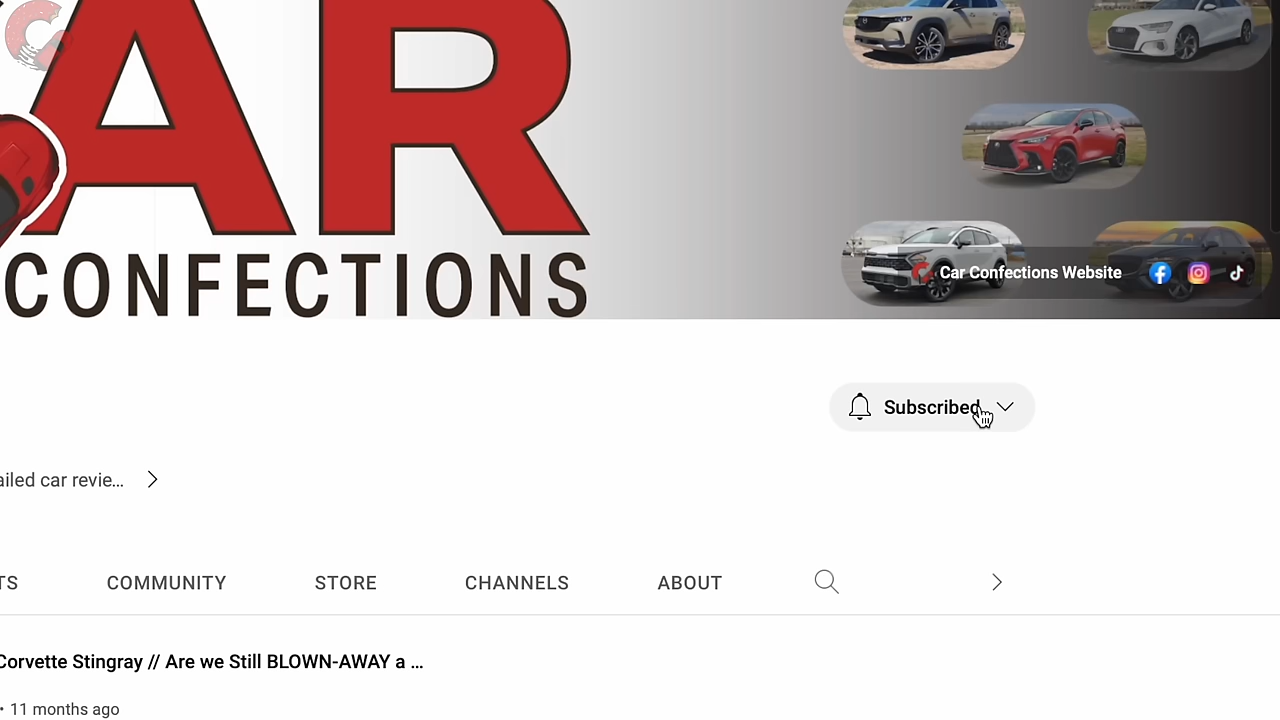 AR
CONFECTIONS
Car Confections Website
Subscribed
ailed car revie...
TS
COMMUNITY
STORE
CHANNELS
ABOUT
Corvette Stingray // Are we Still BLOWN-AWAY a ...
• 11 months ago